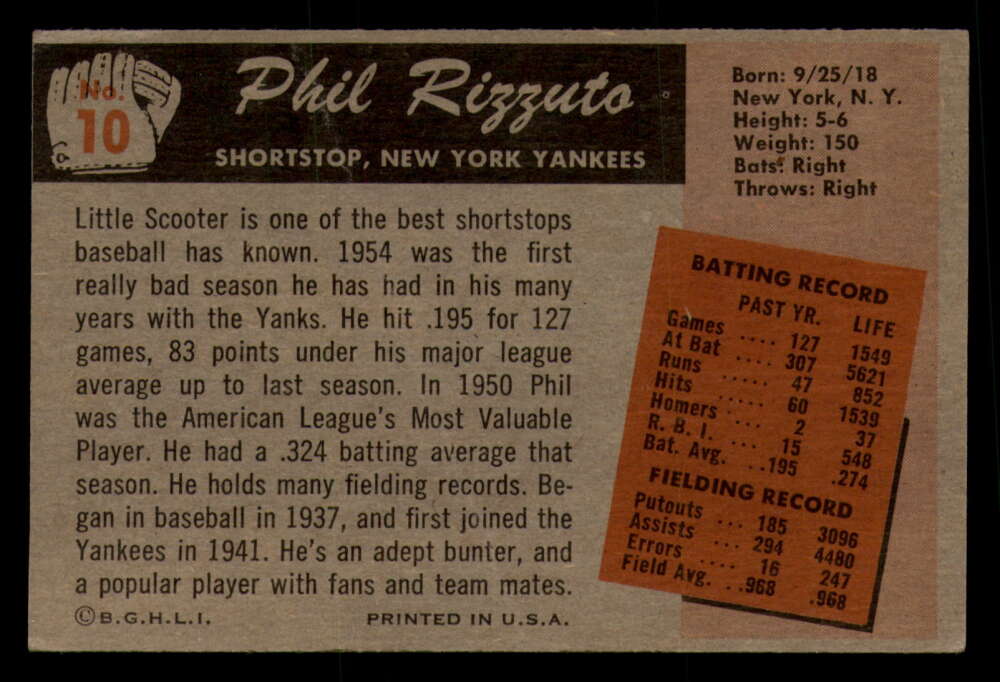 No.
10
Phil Rizzuto
SHORTSTOP, NEW YORK YANKEES
Born: 9/25/18
New York, N. Y.
Height: 5-6
Weight: 150
Bats: Right
Throws: Right
Little Scooter is one of the best shortstops
baseball has known. 1954 was the first
really bad season he has had in his many
years with the Yanks. He hit .195 for 127
games, 83 points under his major league
average up to last season. In 1950 Phil
was the American League's Most Valuable
Player. He had a .324 batting average that
season. He holds many fielding records. Be-
gan in baseball in 1937, and first joined the
Yankees in 1941. He's an adept bunter, and
a popular player with fans and team mates.
©B.G.H.L.I. PRINTED IN U.S.A.
BATTING RECORD
PAST YR. LIFE
Games .... 127 1549
At Bat .... 307 5621
Runs ..... 47 852
Hits ..... 60 1539
Homers ... 2 37
R. B. I. ... 15 548
Bat. Avg. ..195 .274
FIELDING RECORD
Putouts ... 185 3096
Assists ... 294 4480
Errors .... 16 247
Field Avg. ..968 .968